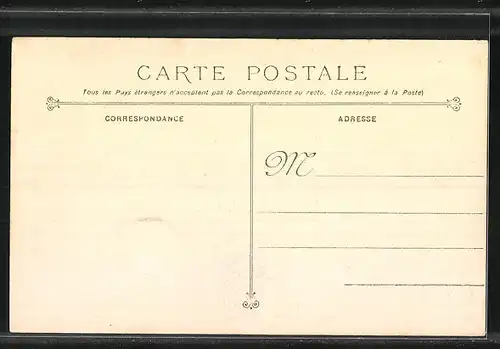 CARTE POSTALE
Tous les Pays étrangers n'acceptent pas la Correspondance au recto. (Se renseigner à la Poste)
CORRESPONDANCE
ADRESSE
M